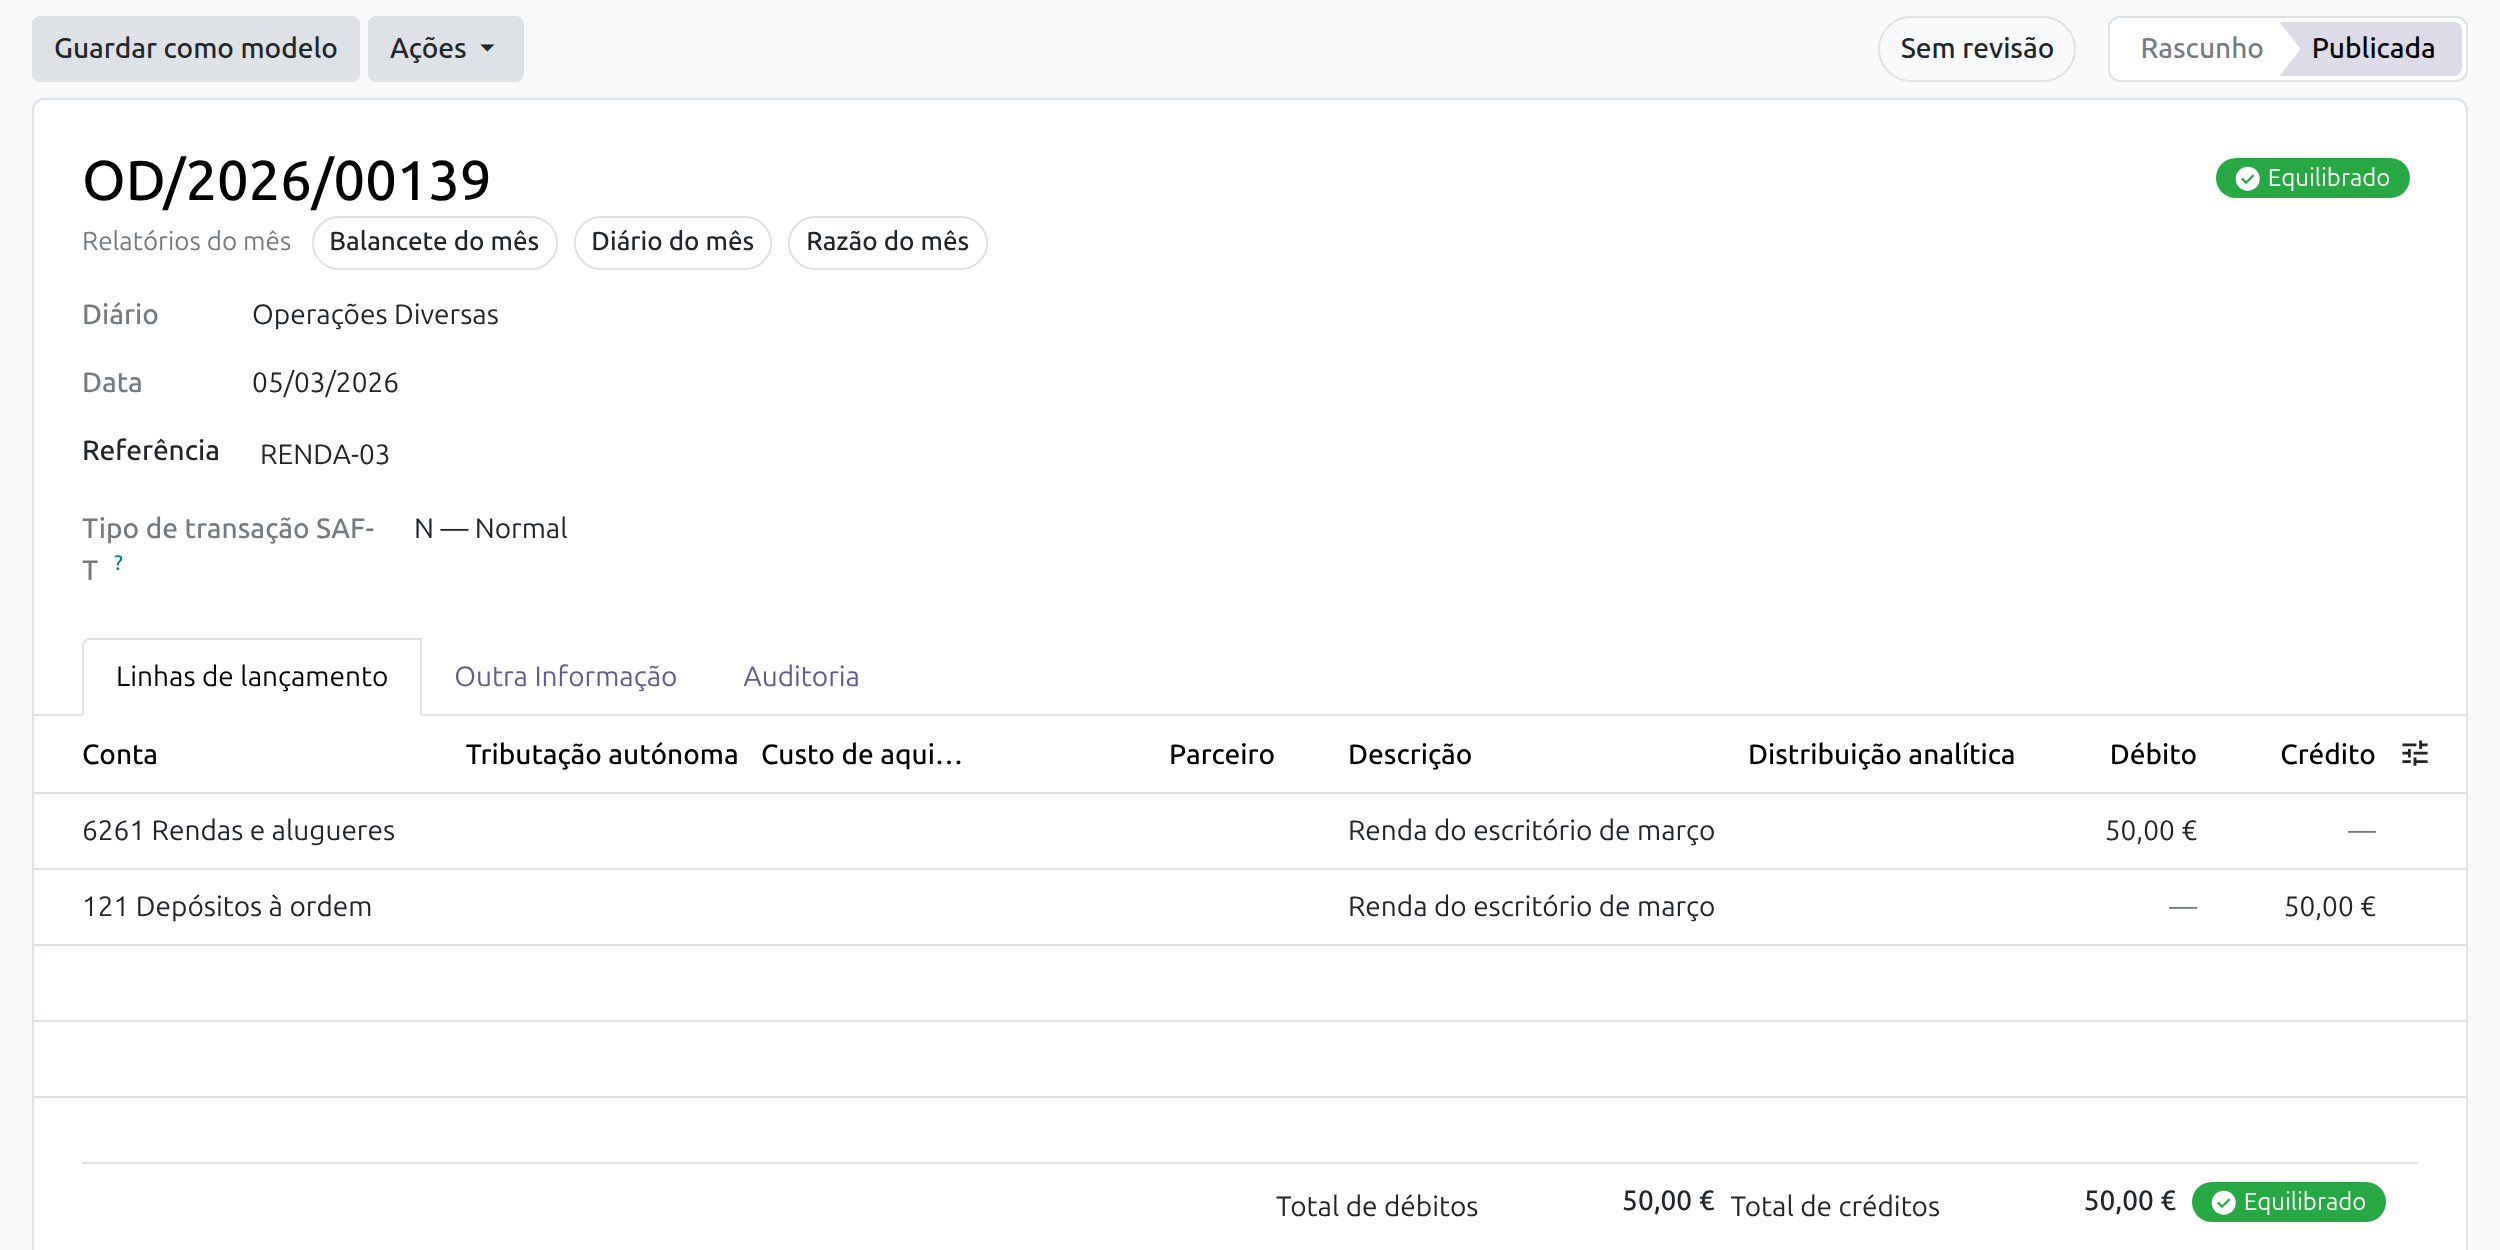 Guardar como modelo Ações Sem revisão Rascunho Publicada
OD/2026/00139 Equilibrado
Relatórios do mês Balancete do mês Diário do mês Razão do mês
Diário Operações Diversas
Data 05/03/2026
Referência RENDA-03
Tipo de transação SAF- N — Normal
T ?
Linhas de lançamento Outra Informação Auditoria
Conta Tributação autónoma Custo de aqui... Parceiro Descrição Distribuição analítica Débito Crédito
6261 Rendas e alugueres Renda do escritório de março 50,00 € —
121 Depósitos à ordem Renda do escritório de março — 50,00 €
Total de débitos 50,00 € Total de créditos 50,00 € Equilibrado